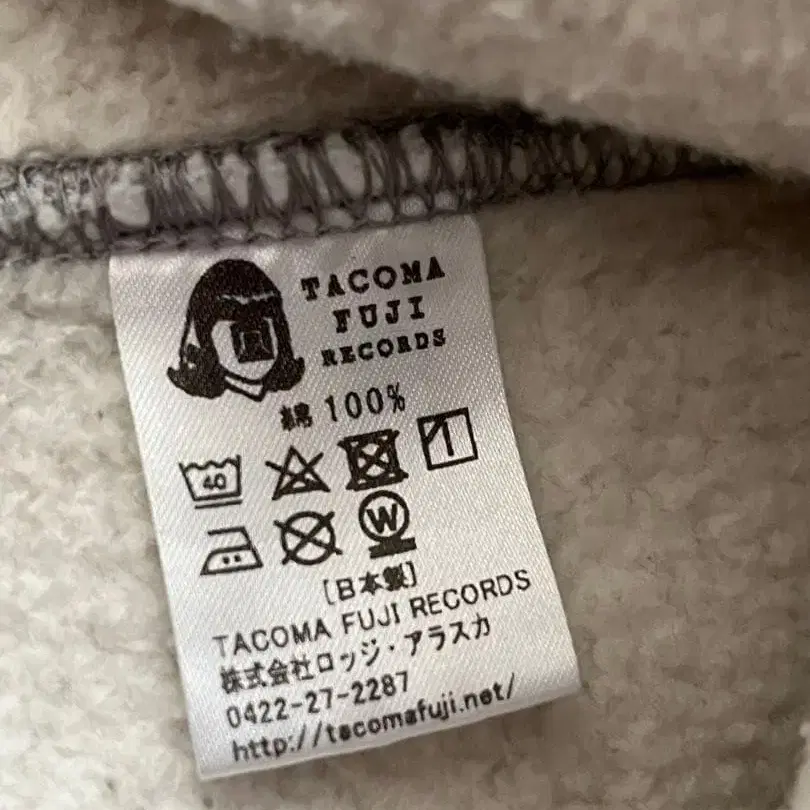 TACOMA
FUJI
RECORDS
R
綿 100%
40
W
[日本製]
TACOMA FUJI RECORDS
株式会社ロッジ・アラスカ
0422-27-2287
http://tacomafuji.net/